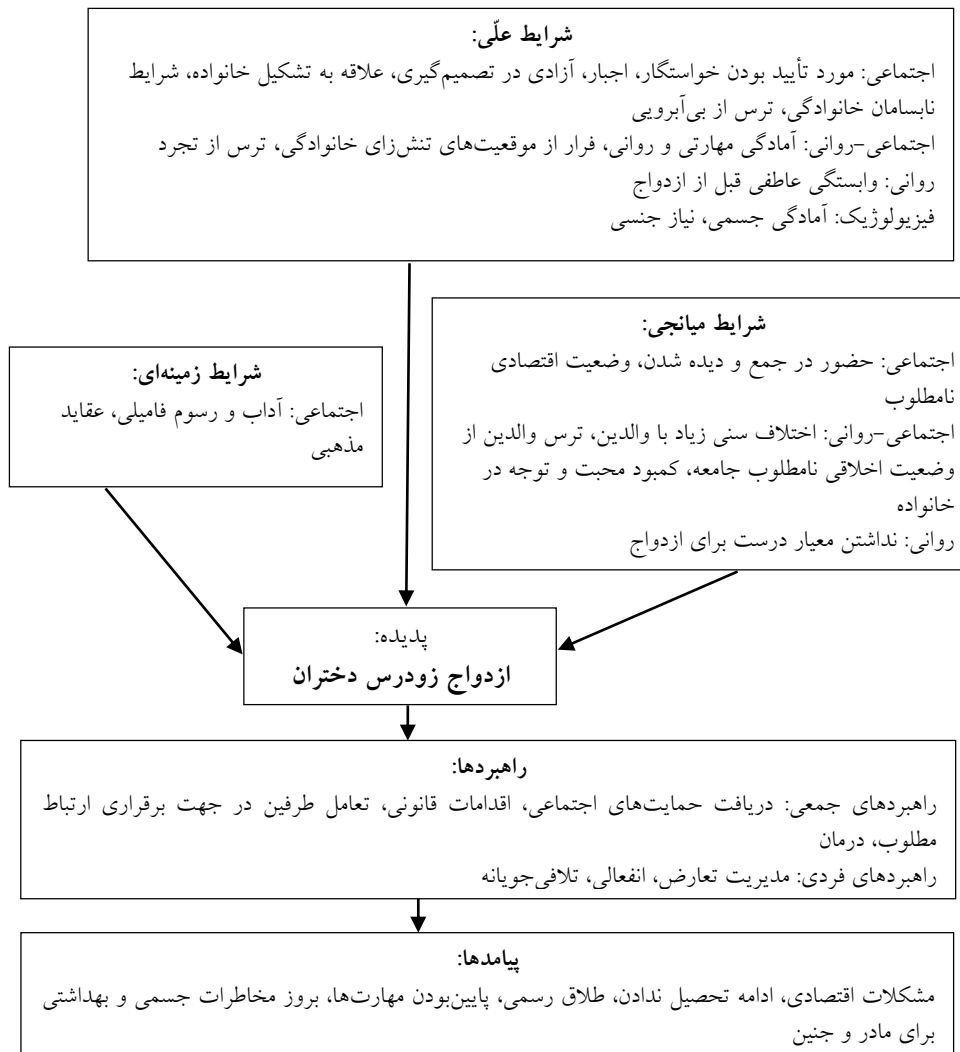 شرایط علّی:
اجتماعی: مورد تأیید بودن خواستگار، اجبار، آزادی در تصمیم‌گیری، علاقه به تشکیل خانواده، شرایط
نابسامان خانوادگی، ترس از بی‌آبرویی
اجتماعی-روانی: آمادگی مهارتی و روانی، فرار از موقعیت‌های تنش‌زای خانوادگی، ترس از تجرد
روانی: وابستگی عاطفی قبل از ازدواج
فیزیولوژیک: آمادگی جسمی، نیاز جنسی
شرایط میانجی:
اجتماعی: حضور در جمع و دیده شدن، وضعیت اقتصادی
نامطلوب
اجتماعی-روانی: اختلاف سنی زیاد با والدین، ترس والدین از
وضعیت اخلاقی نامطلوب جامعه، کمبود محبت و توجه در
خانواده
روانی: نداشتن معیار درست برای ازدواج
شرایط زمینه‌ای:
اجتماعی: آداب و رسوم فامیلی، عقاید
مذهبی
پدیده:
ازدواج زودرس دختران
راهبردها:
راهبردهای جمعی: دریافت حمایت‌های اجتماعی، اقدامات قانونی، تعامل طرفین در جهت برقراری ارتباط
مطلوب، درمان
راهبردهای فردی: مدیریت تعارض، انفعالی، تلافی‌جویانه
پیامدها:
مشکلات اقتصادی، ادامه تحصیل ندادن، طلاق رسمی، پایین‌بودن مهارت‌ها، بروز مخاطرات جسمی و بهداشتی
برای مادر و جنین